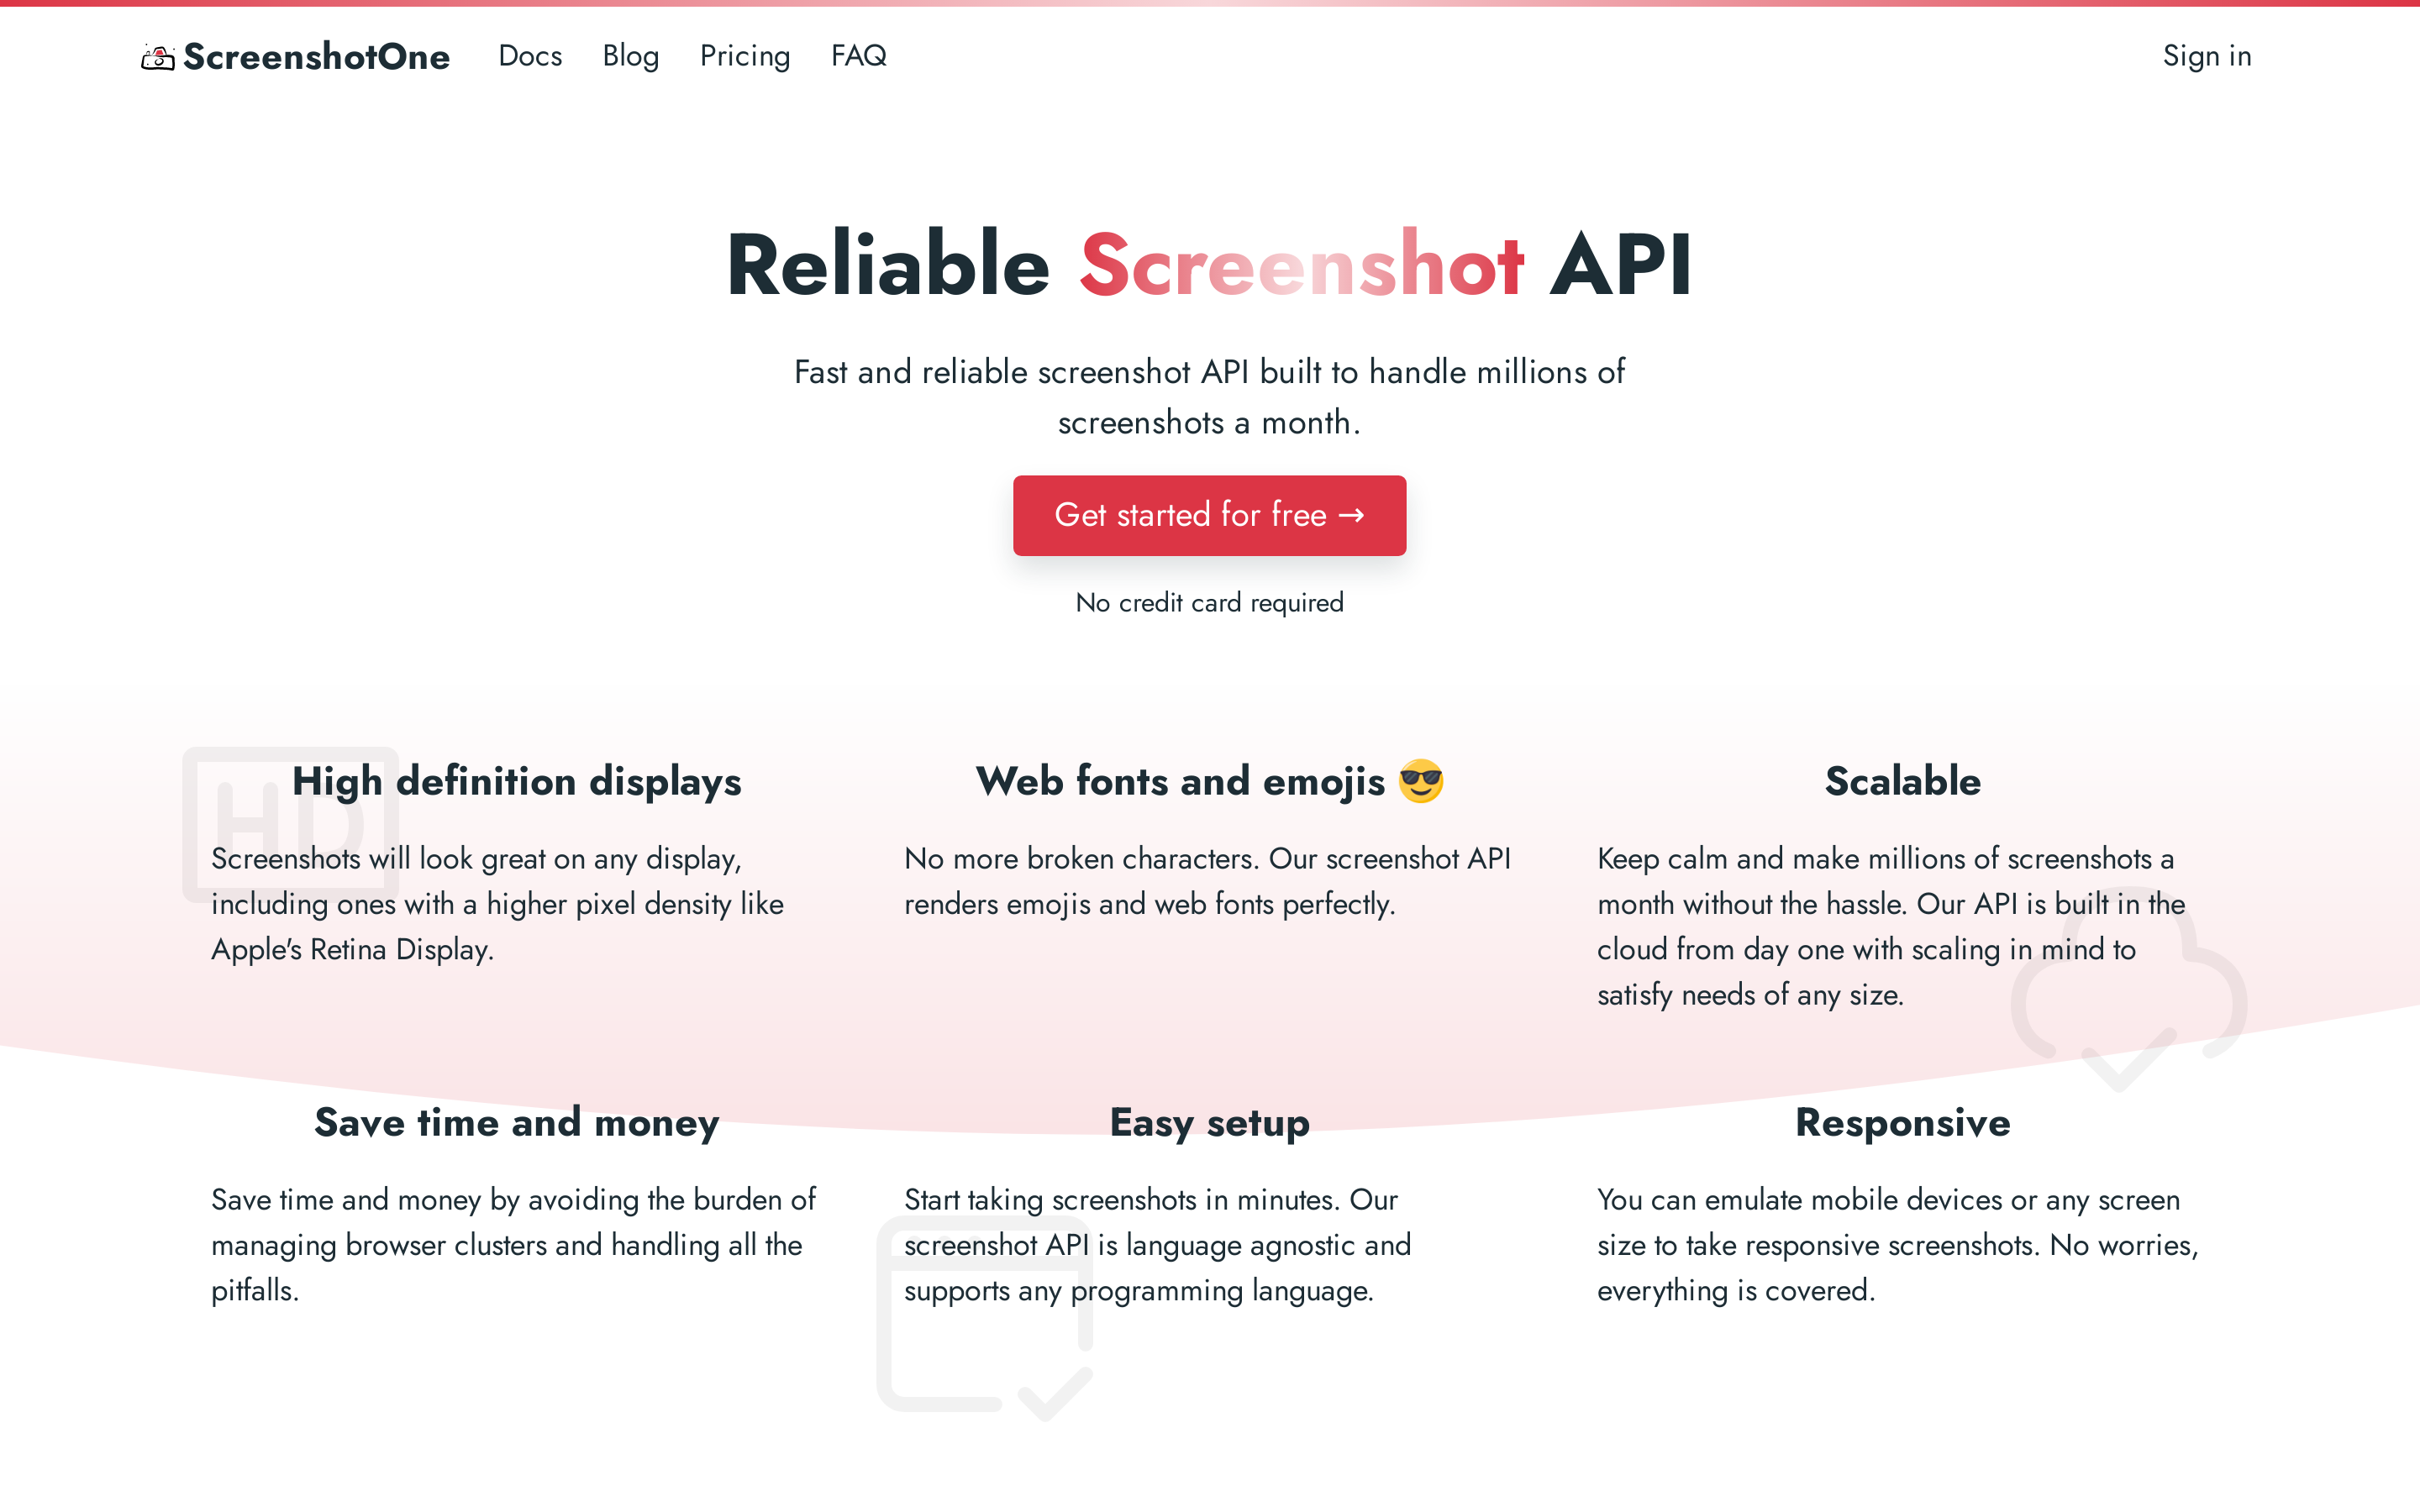 ScreenshotOne Docs Blog Pricing FAQ Sign in
Reliable Screenshot API
Fast and reliable screenshot API built to handle millions of
screenshots a month.
Get started for free →
No credit card required
HD
High definition displays
Screenshots will look great on any display,
including ones with a higher pixel density like
Apple's Retina Display.
Web fonts and emojis 😎
No more broken characters. Our screenshot API
renders emojis and web fonts perfectly.
Scalable
Keep calm and make millions of screenshots a
month without the hassle. Our API is built in the
cloud from day one with scaling in mind to
satisfy needs of any size.
Save time and money
Save time and money by avoiding the burden of
managing browser clusters and handling all the
pitfalls.
Easy setup
Start taking screenshots in minutes. Our
screenshot API is language agnostic and
supports any programming language.
Responsive
You can emulate mobile devices or any screen
size to take responsive screenshots. No worries,
everything is covered.